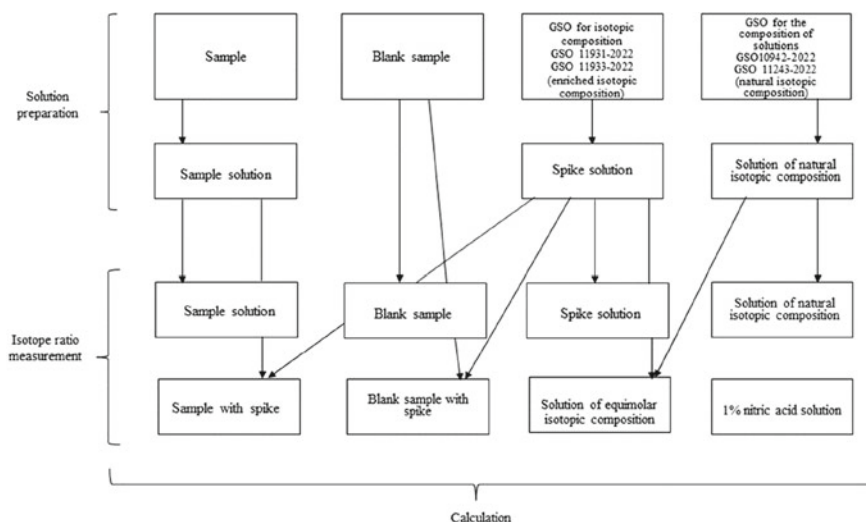 Solution
preparation
Sample
Blank sample
GSO for isotopic
composition
GSO 11931-2022
GSO 11933-2022
(enriched isotopic
composition)
GSO for the
composition of
solutions
GSO10942-2022
GSO 11243-2022
(natural isotopic
composition)
Sample solution
Spike solution
Solution of natural
isotopic composition
Isotope ratio
measurement
Sample solution
Blank sample
Spike solution
Solution of natural
isotopic composition
Sample with spike
Blank sample with
spike
Solution of equimolar
isotopic composition
1% nitric acid solution
Calculation